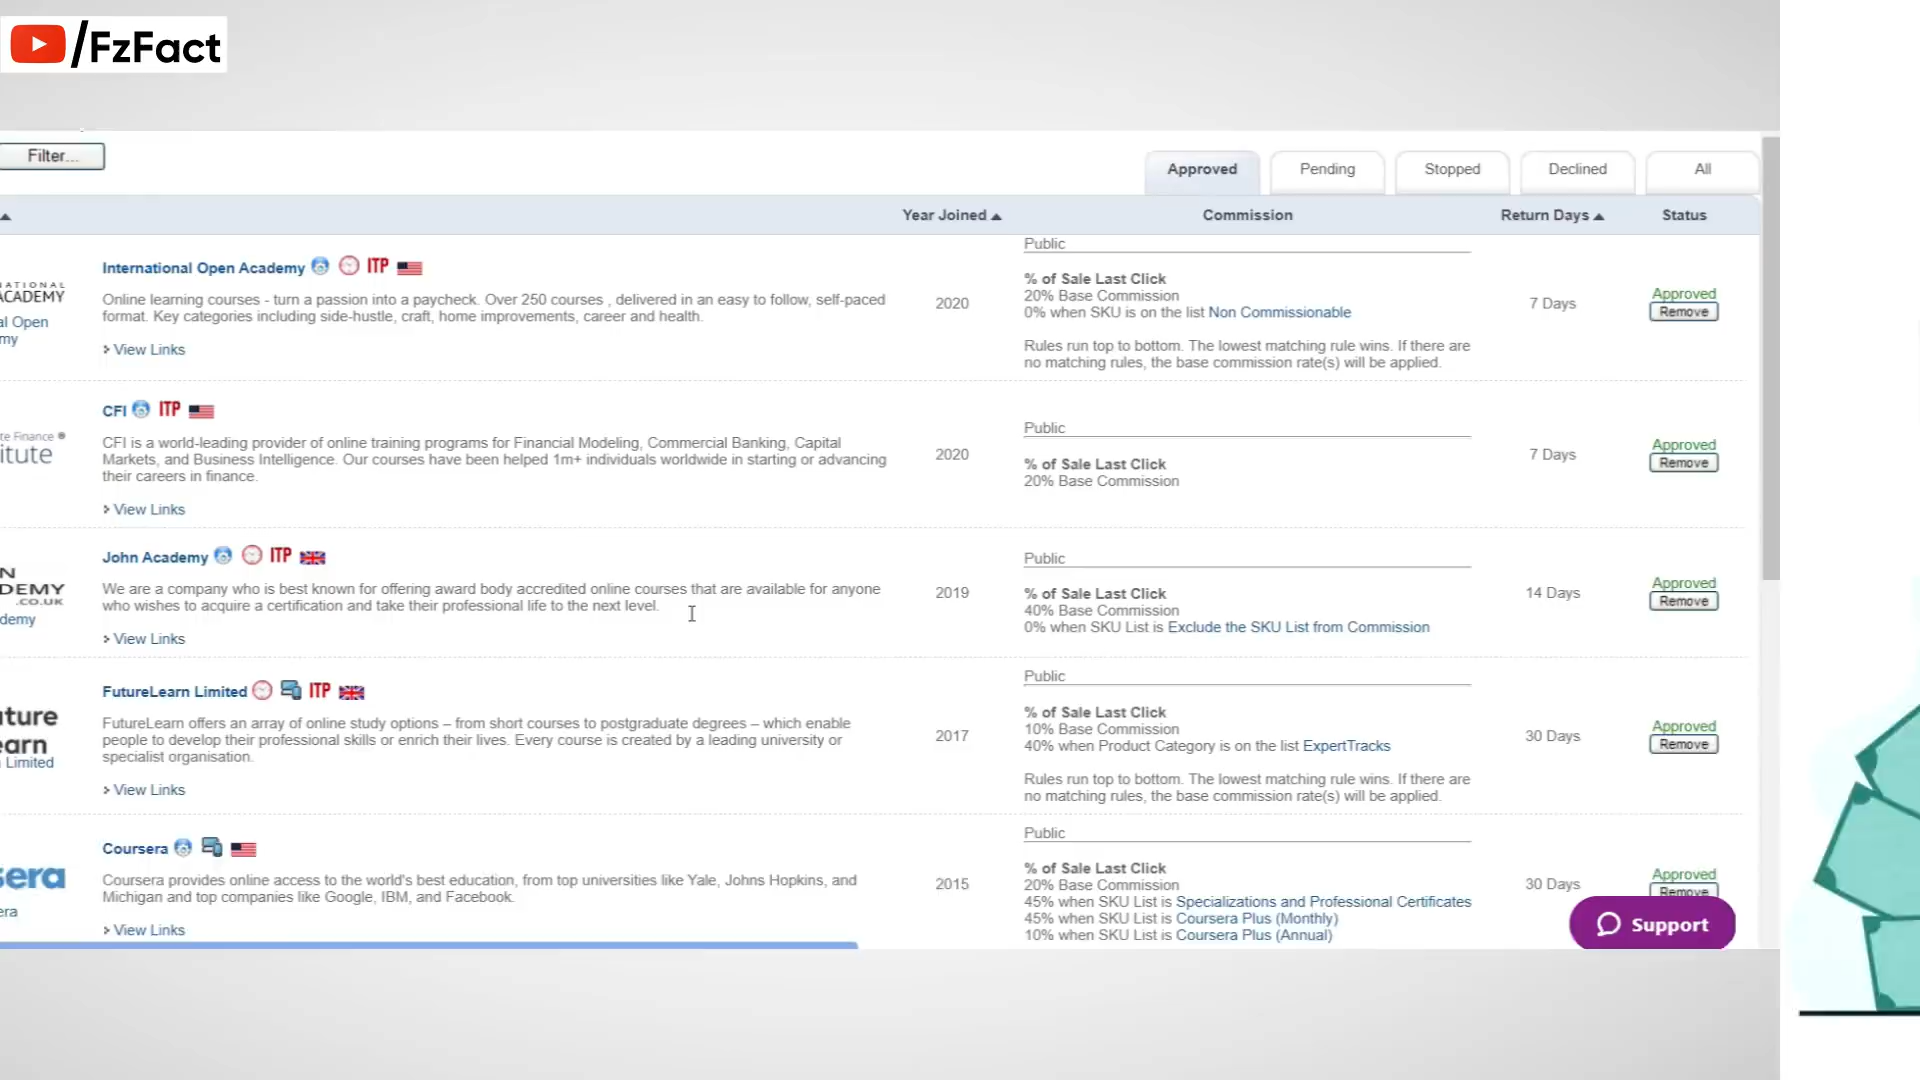 /FzFact
Filter...
Approved
Pending
Stopped
Declined
All
Year Joined
Commission
Return Days
Status
NATIONAL
ACADEMY
al Open
my
International Open Academy
ITP
Online learning courses - turn a passion into a paycheck. Over 250 courses , delivered in an easy to follow, self-paced
format. Key categories including side-hustle, craft, home improvements, career and health.
View Links
2020
Public
% of Sale Last Click
20% Base Commission
0% when SKU is on the list Non Commissionable
Rules run top to bottom. The lowest matching rule wins. If there are
no matching rules, the base commission rate(s) will be applied.
7 Days
Approved
Remove
te Finance
itute
CFI
ITP
CFI is a world-leading provider of online training programs for Financial Modeling, Commercial Banking, Capital
Markets, and Business Intelligence. Our courses have been helped 1m+ individuals worldwide in starting or advancing
their careers in finance.
View Links
2020
Public
% of Sale Last Click
20% Base Commission
7 Days
Approved
Remove
N
DEMY
.CO.UK
demy
John Academy
ITP
We are a company who is best known for offering award body accredited online courses that are available for anyone
who wishes to acquire a certification and take their professional life to the next level.
View Links
2019
Public
% of Sale Last Click
40% Base Commission
0% when SKU List is Exclude the SKU List from Commission
14 Days
Approved
Remove
ture
earn
Limited
FutureLearn Limited
ITP
FutureLearn offers an array of online study options – from short courses to postgraduate degrees – which enable
people to develop their professional skills or enrich their lives. Every course is created by a leading university or
specialist organisation.
View Links
2017
Public
% of Sale Last Click
10% Base Commission
40% when Product Category is on the list ExpertTracks
Rules run top to bottom. The lowest matching rule wins. If there are
no matching rules, the base commission rate(s) will be applied.
30 Days
Approved
Remove
sera
era
Coursera
Coursera provides online access to the world's best education, from top universities like Yale, Johns Hopkins, and
Michigan and top companies like Google, IBM, and Facebook.
View Links
2015
Public
% of Sale Last Click
20% Base Commission
45% when SKU List is Specializations and Professional Certificates
45% when SKU List is Coursera Plus (Monthly)
10% when SKU List is Coursera Plus (Annual)
30 Days
Approved
Remove
Support